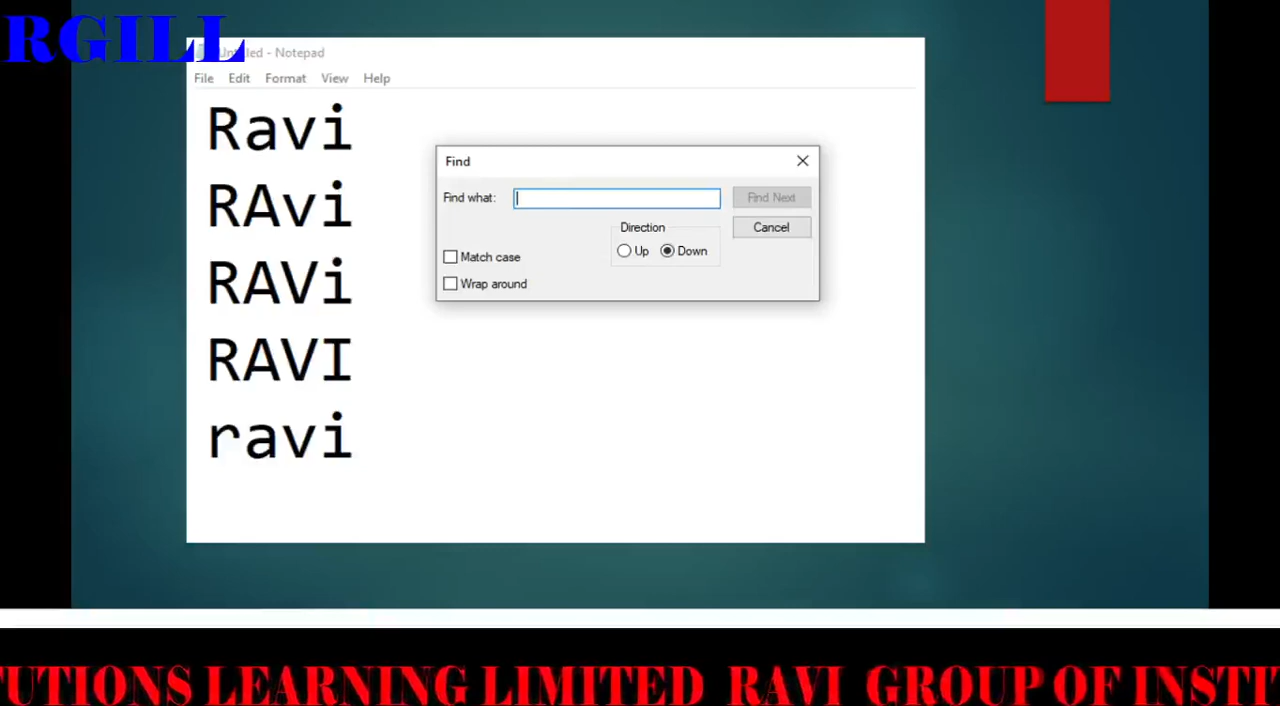 RGILL
Untitled - Notepad
File Edit Format View Help
Ravi
RAvi
RAVi
RAVI
ravi
Find
Find what: Find Next
Direction Cancel
Up Down
Match case
Wrap around
TUTIONS LEARNING LIMITED RAVI GROUP OF INSTI